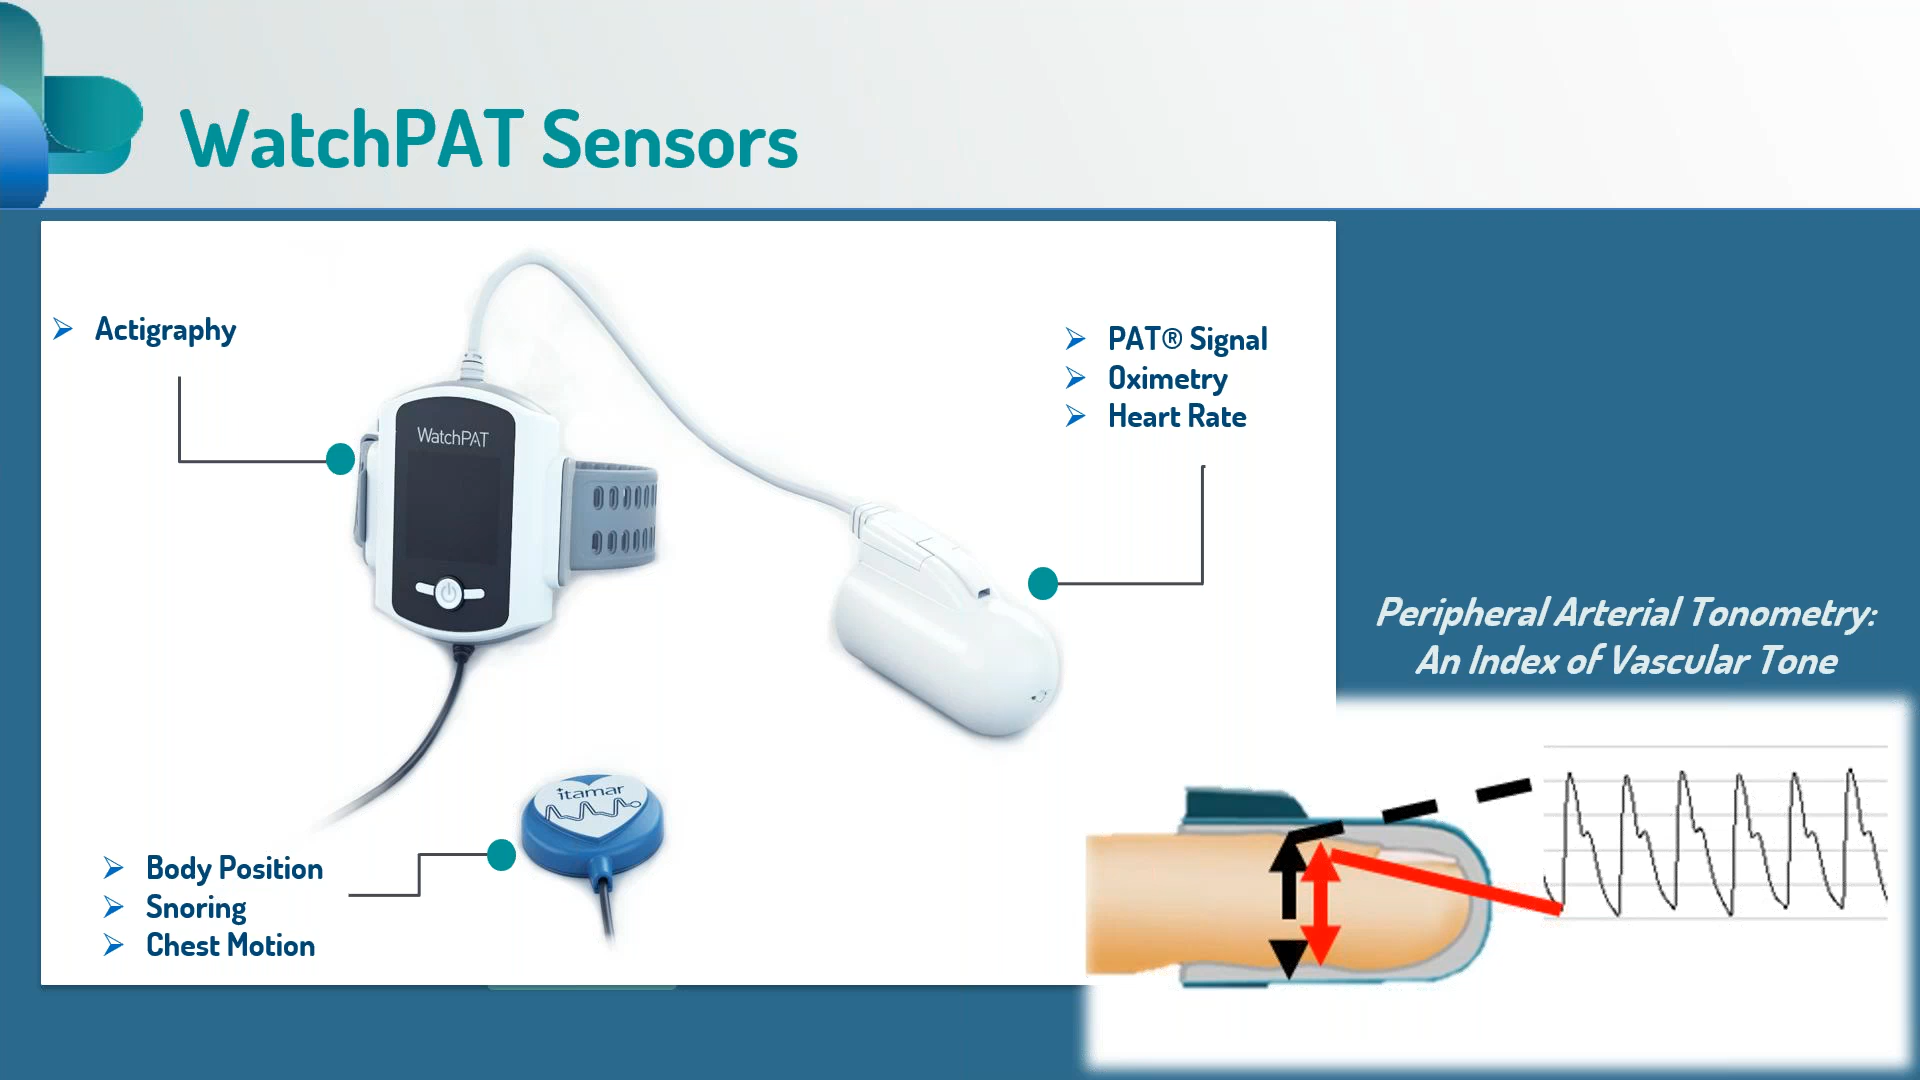 WatchPAT Sensors
Actigraphy
WatchPAT
PAT® Signal
Oximetry
Heart Rate
itamar
Body Position
Snoring
Chest Motion
Peripheral Arterial Tonometry:
An Index of Vascular Tone